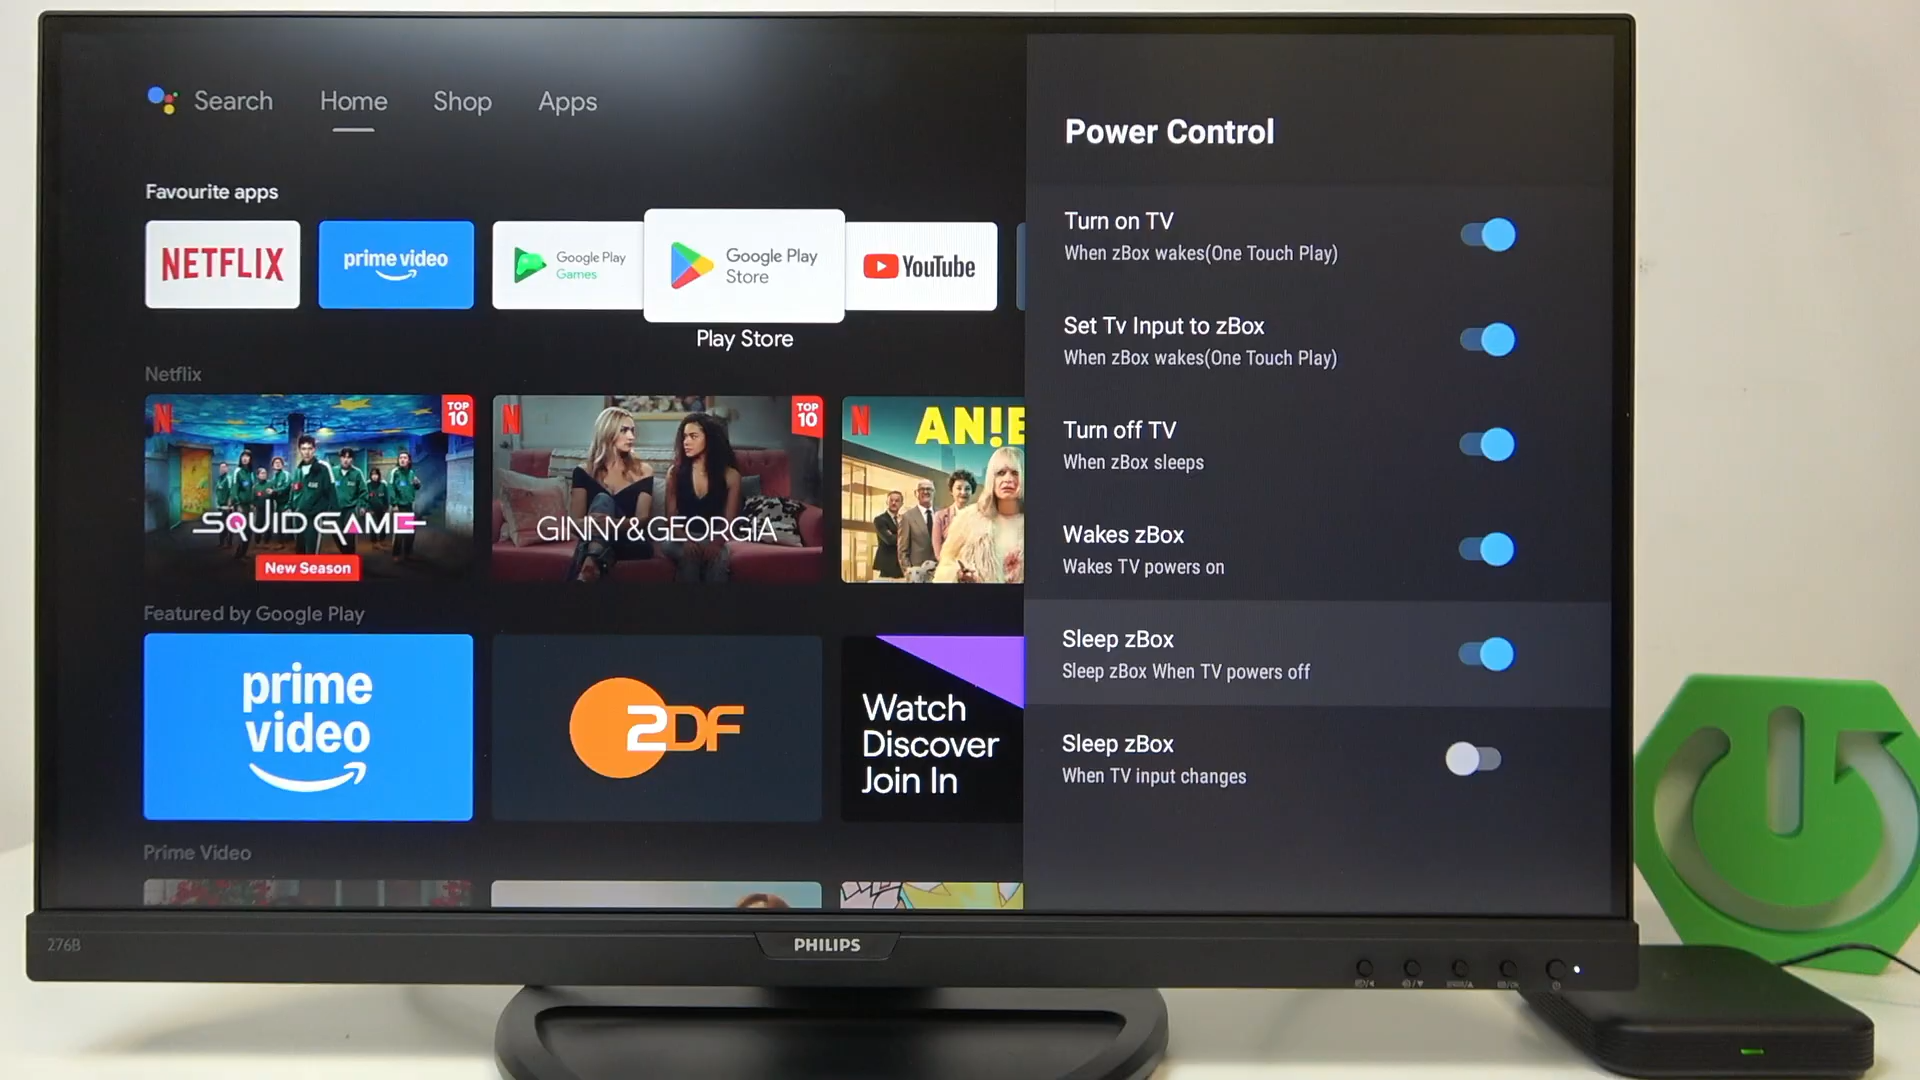 Search
Home
Shop
Apps
Favourite apps
NETFLIX
prime video
Google Play
Games
Google Play
Store
YouTube
Play Store
Netflix
N
TOP
10
SQUID GAME
New Season
N
TOP
10
GINNY&GEORGIA
N
Featured by Google Play
prime
video
2DF
Watch
Discover
Join In
Prime Video
Power Control
Turn on TV
When zBox wakes(One Touch Play)
Set Tv Input to zBox
When zBox wakes(One Touch Play)
Turn off TV
When zBox sleeps
Wakes zBox
Wakes TV powers on
Sleep zBox
Sleep zBox When TV powers off
Sleep zBox
When TV input changes
276B
PHILIPS